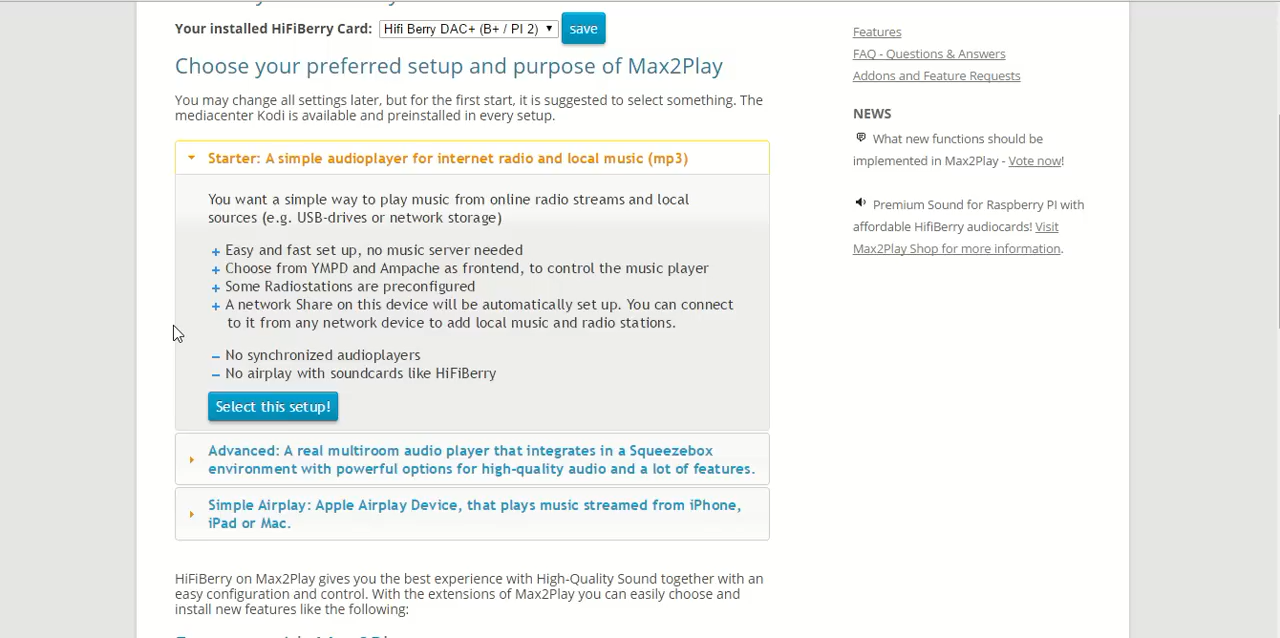 Your installed HiFiBerry Card: Hifi Berry DAC+ (B+ / PI 2) save
Choose your preferred setup and purpose of Max2Play
You may change all settings later, but for the first start, it is suggested to select something. The
mediacenter Kodi is available and preinstalled in every setup.
Starter: A simple audioplayer for internet radio and local music (mp3)
You want a simple way to play music from online radio streams and local
sources (e.g. USB-drives or network storage)
+ Easy and fast set up, no music server needed
+ Choose from YMPD and Ampache as frontend, to control the music player
+ Some Radiostations are preconfigured
+ A network Share on this device will be automatically set up. You can connect
to it from any network device to add local music and radio stations.
– No synchronized audioplayers
– No airplay with soundcards like HiFiBerry
Select this setup!
Advanced: A real multiroom audio player that integrates in a Squeezebox
environment with powerful options for high-quality audio and a lot of features.
Simple Airplay: Apple Airplay Device, that plays music streamed from iPhone,
iPad or Mac.
HiFiBerry on Max2Play gives you the best experience with High-Quality Sound together with an
easy configuration and control. With the extensions of Max2Play you can easily choose and
install new features like the following:
Features
FAQ - Questions & Answers
Addons and Feature Requests
NEWS
What new functions should be
implemented in Max2Play - Vote now!
Premium Sound for Raspberry PI with
affordable HifiBerry audiocards! Visit
Max2Play Shop for more information.